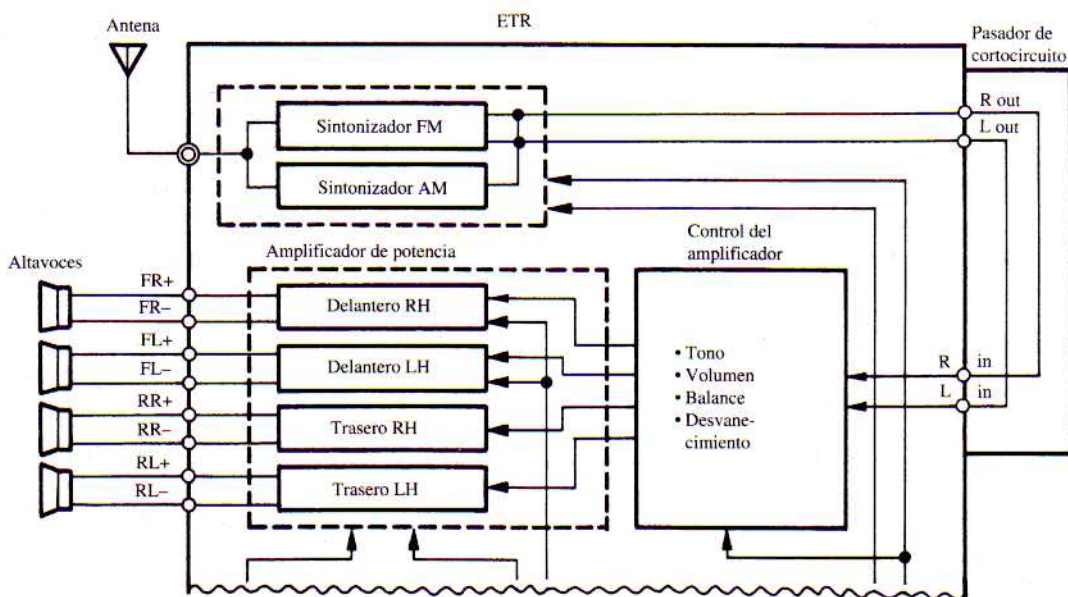 ETR
Antena
Pasador de
cortocircuito
Sintonizador FM
R out
L out
Sintonizador AM
Control del
amplificador
Amplificador de potencia
Altavoces
FR+
Delantero RH
FR–
FL+
Delantero LH
FL–
RR+
Trasero RH
RR–
RL+
Trasero LH
RL–
• Tono
• Volumen
• Balance
• Desvane-
cimiento
R in
L in